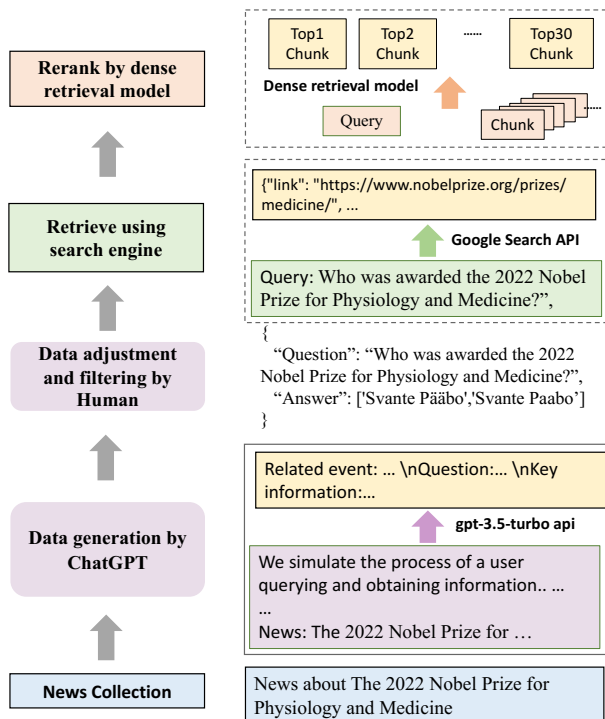 Top1
Chunk
Top2
Chunk
......
Top30
Chunk
Rerank by dense
retrieval model
Dense retrieval model
Query
Chunk
......
{"link": "https://www.nobelprize.org/prizes/
medicine/", ...
Retrieve using
search engine
Google Search API
Query: Who was awarded the 2022 Nobel
Prize for Physiology and Medicine?”,
{
“Question”: “Who was awarded the 2022
Nobel Prize for Physiology and Medicine?”,
“Answer”: ['Svante Pääbo','Svante Paabo’]
}
Data adjustment
and filtering by
Human
Related event: ... \nQuestion:... \nKey
information:...
gpt-3.5-turbo api
Data generation by
ChatGPT
We simulate the process of a user
querying and obtaining information.. ...
...
News: The 2022 Nobel Prize for …
News Collection
News about The 2022 Nobel Prize for
Physiology and Medicine